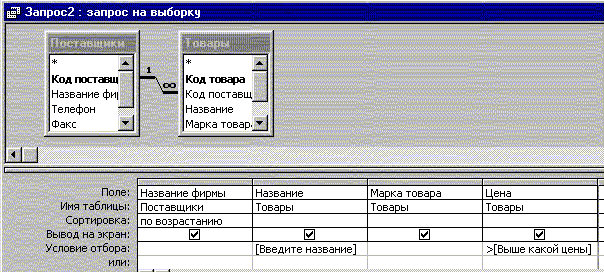 Запрос2 : запрос на выборку
Поставщики Товары
* *
Код поставщ 1 Код товара
Название фир Код поставщ
Телефон ∞ Название
Факс Марка товара
Поле: Название фирмы Название Марка товара Цена
Имя таблицы: Поставщики Товары Товары Товары
Сортировка: по возрастанию
Вывод на экран:
Условие отбора: [Введите название] >[Выше какой цены]
или: